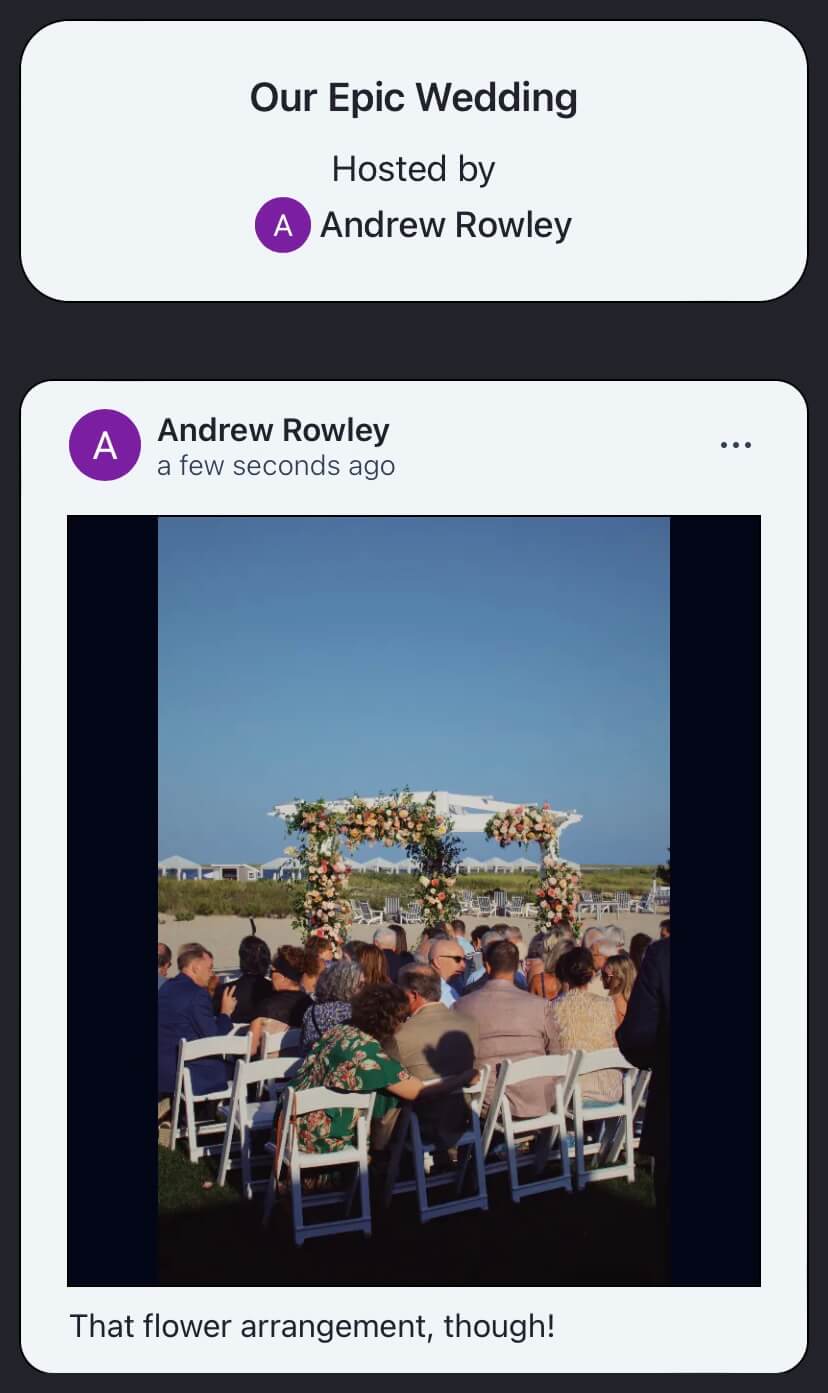 Our Epic Wedding
Hosted by
A Andrew Rowley
A Andrew Rowley
a few seconds ago
That flower arrangement, though!